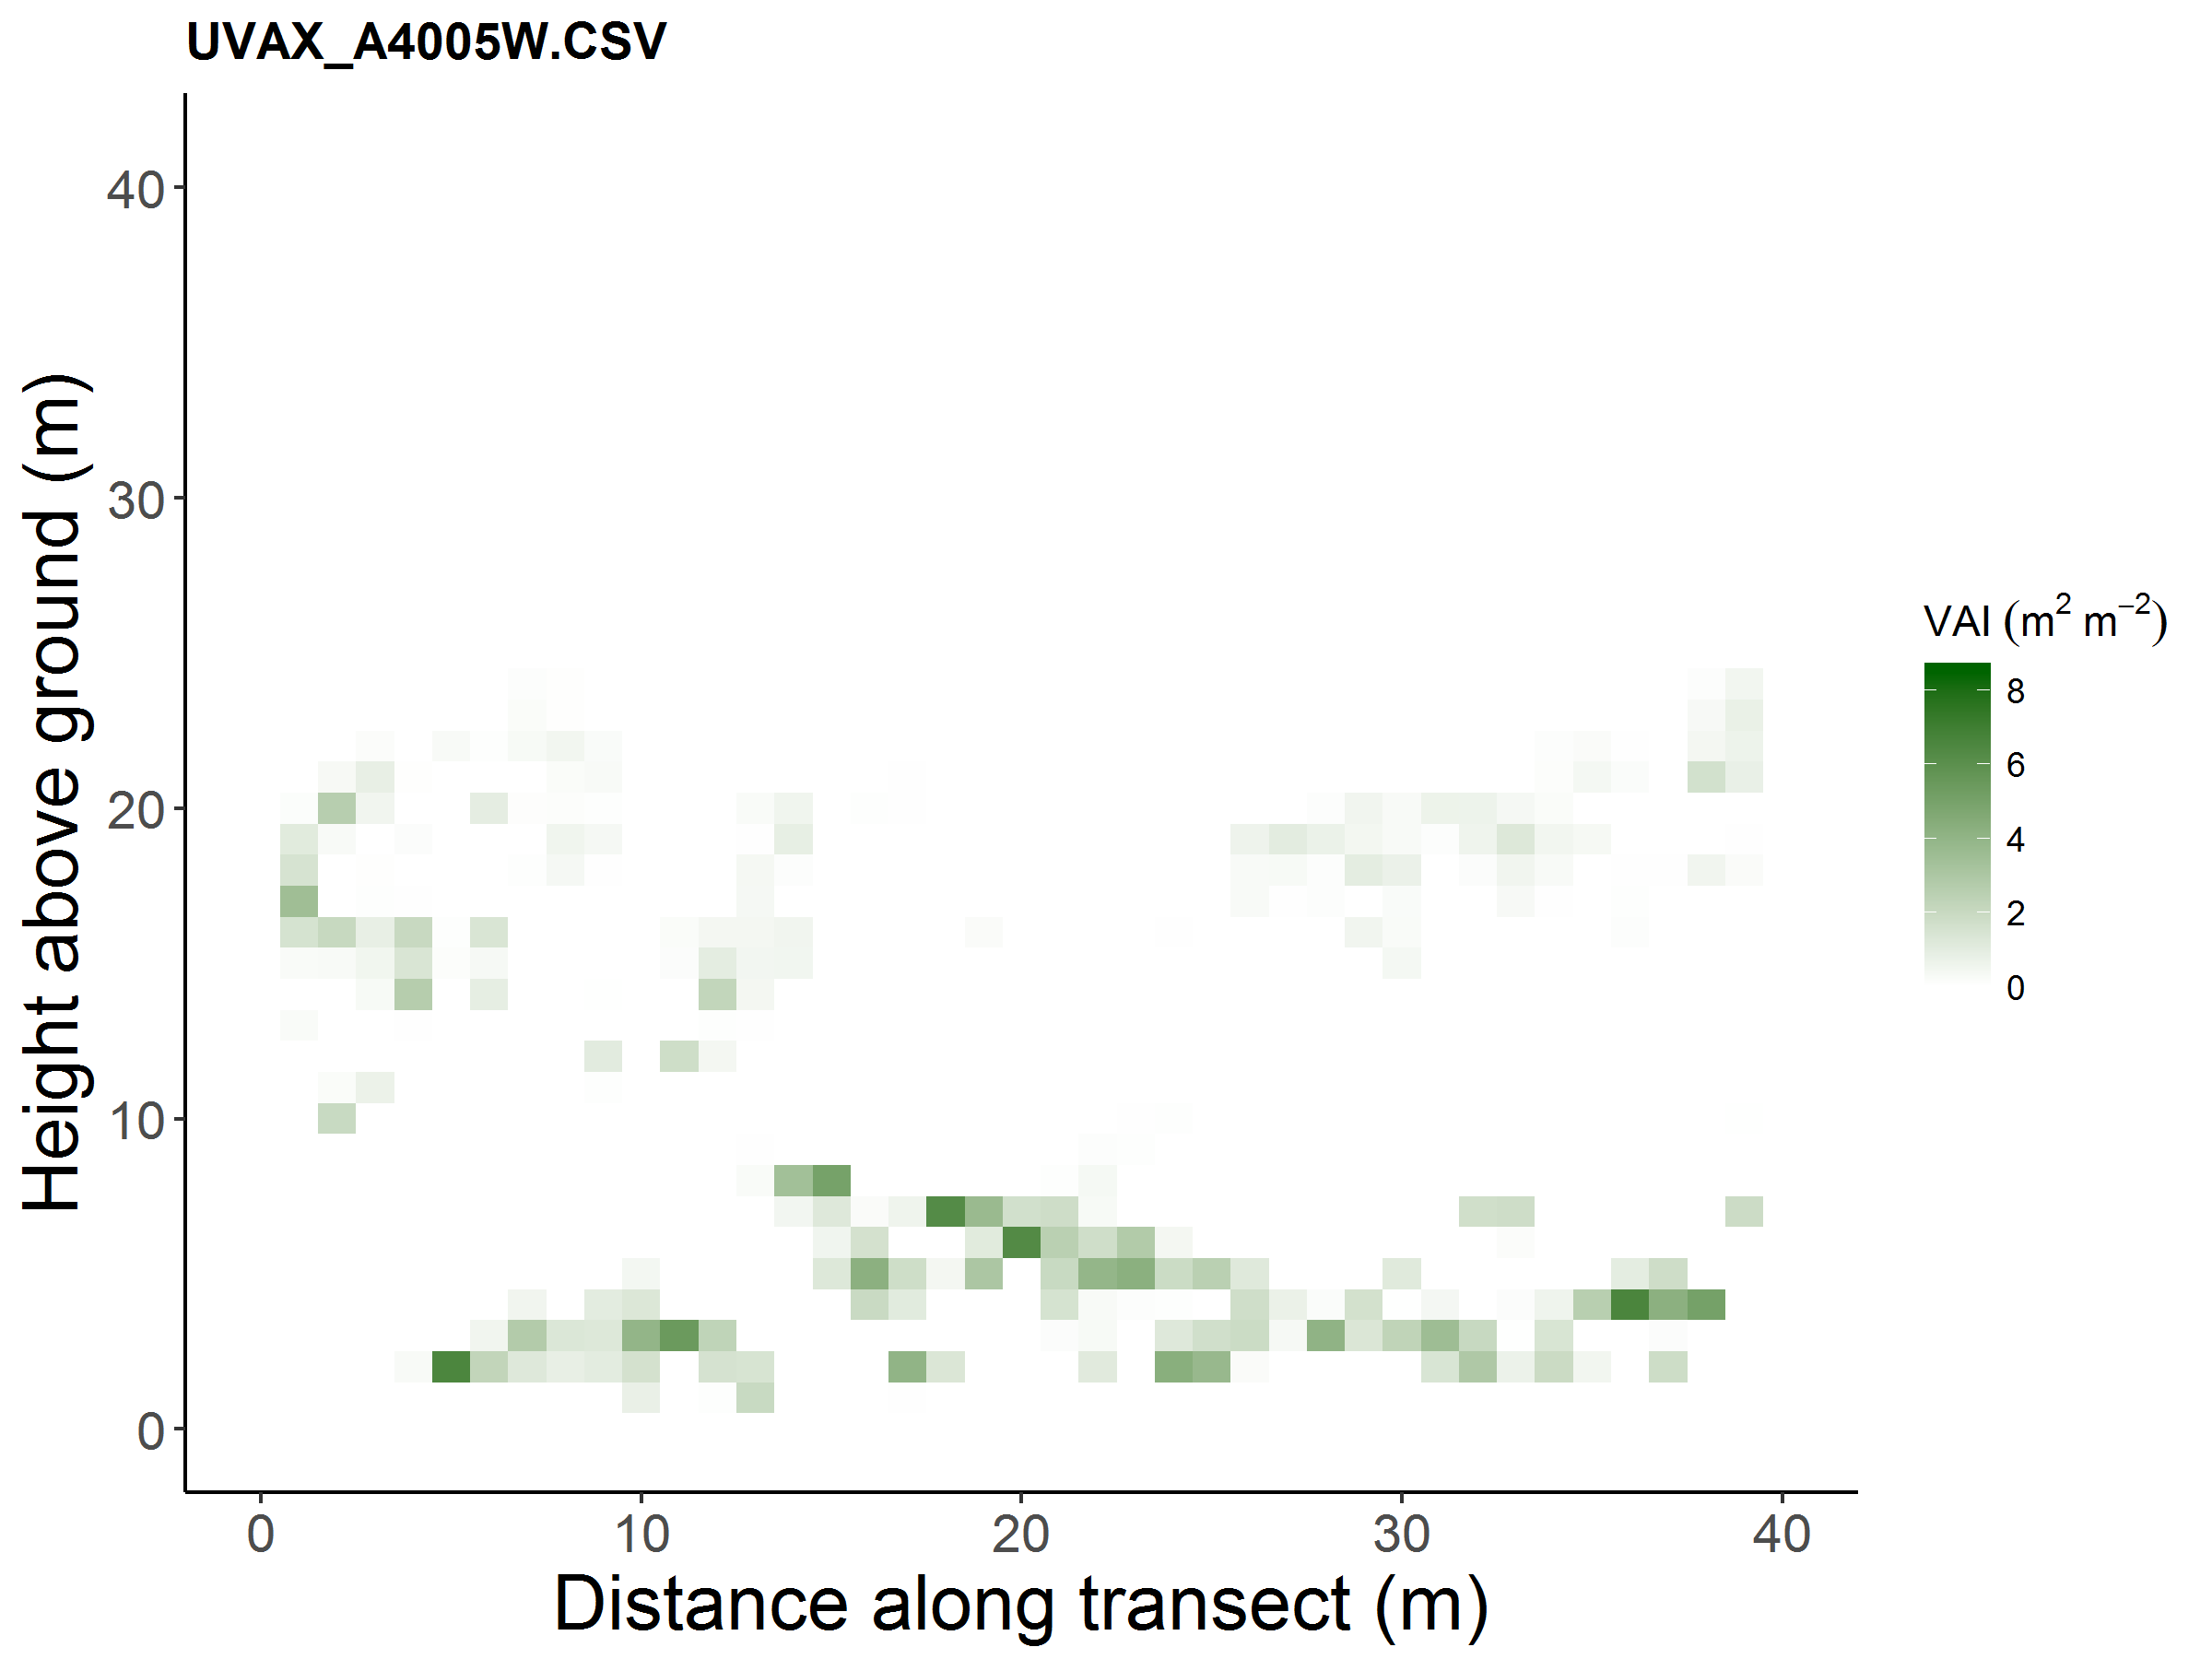 UVAX_A4005W.CSV
Height above ground (m)
40
30
20
10
0
0 10 20 30 40
Distance along transect (m)
VAI (m² m⁻²)
8
6
4
2
0